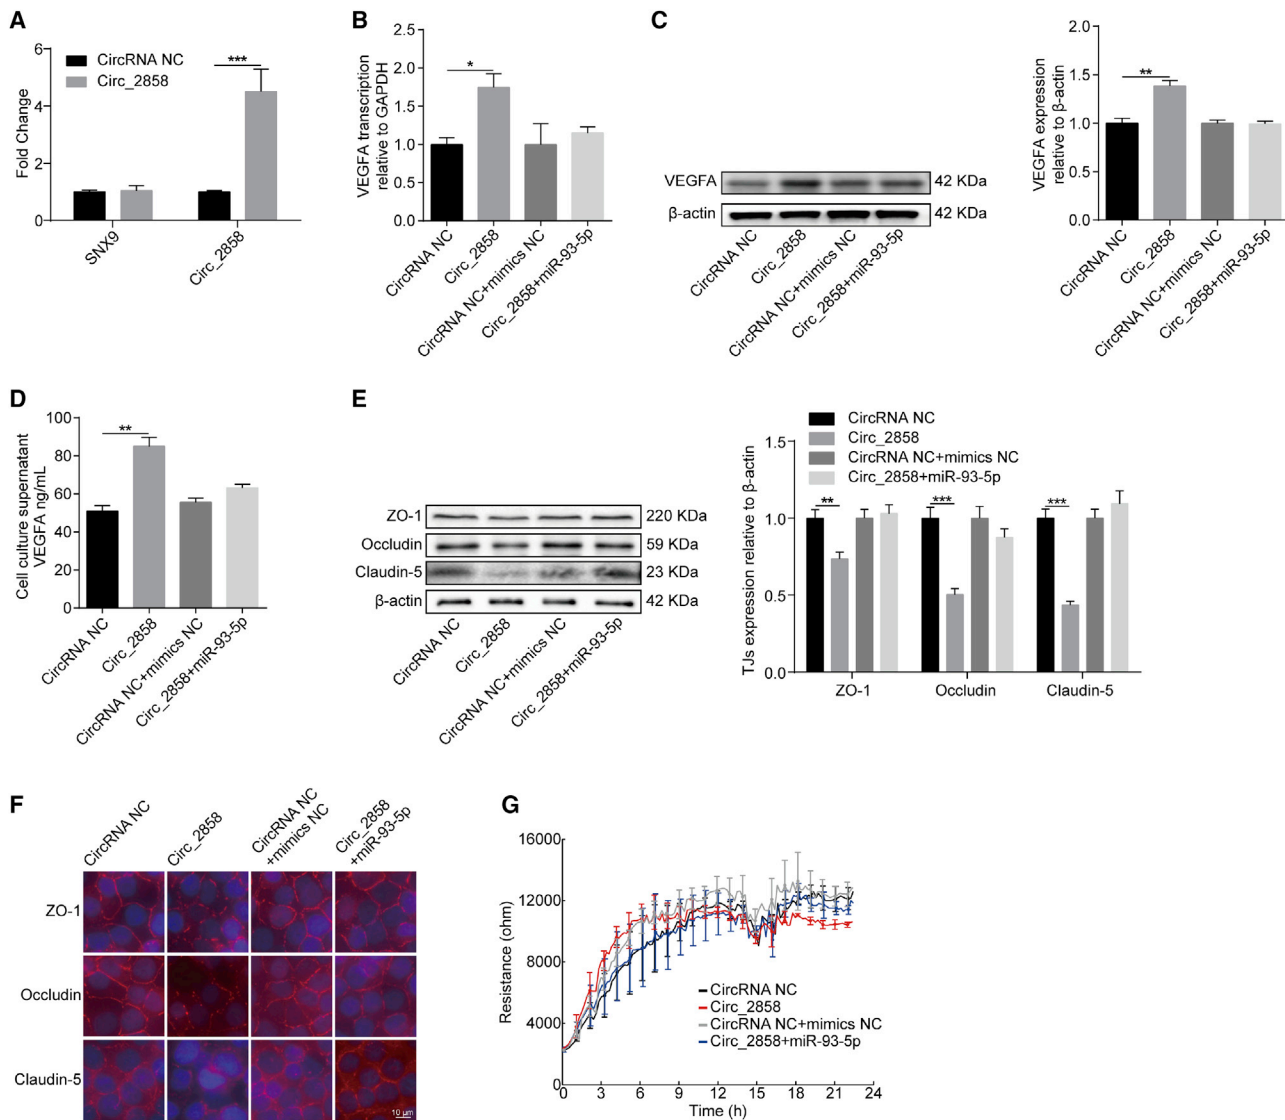 A
Fold Change
6
4
2
0
CircRNA NC
Circ_2858
***
SNX9
Circ_2858
B
VEGFA transcription
relative to GAPDH
2.5
2.0
1.5
1.0
0.5
0.0
*
CircRNA NC
Circ_2858
CircRNA NC+mimics NC
Circ_2858+miR-93-5p
C
VEGFA
42 KDa
β-actin
42 KDa
CircRNA NC
Circ_2858
CircRNA NC+mimics NC
Circ_2858+miR-93-5p
VEGFA expression
relative to β-actin
2.0
1.5
1.0
0.5
0.0
**
CircRNA NC
Circ_2858
CircRNA NC+mimics NC
Circ_2858+miR-93-5p
D
Cell culture supernatant
VEGFA ng/mL
100
80
60
40
20
0
**
CircRNA NC
Circ_2858
CircRNA NC+mimics NC
Circ_2858+miR-93-5p
E
ZO-1
220 KDa
Occludin
59 KDa
Claudin-5
23 KDa
β-actin
42 KDa
CircRNA NC
Circ_2858
CircRNA NC+mimics NC
Circ_2858+miR-93-5p
CircRNA NC
Circ_2858
CircRNA NC+mimics NC
Circ_2858+miR-93-5p
TJs expression relative to β-actin
1.5
1.0
0.5
0.0
**
***
***
ZO-1
Occludin
Claudin-5
F
CircRNA NC
Circ_2858
CircRNA NC
+mimics NC
Circ_2858
+miR-93-5p
ZO-1
Occludin
Claudin-5
10 μm
G
Resistance (ohm)
16000
12000
8000
4000
0
CircRNA NC
Circ_2858
CircRNA NC+mimics NC
Circ_2858+miR-93-5p
0 3 6 9 12 15 18 21 24
Time (h)